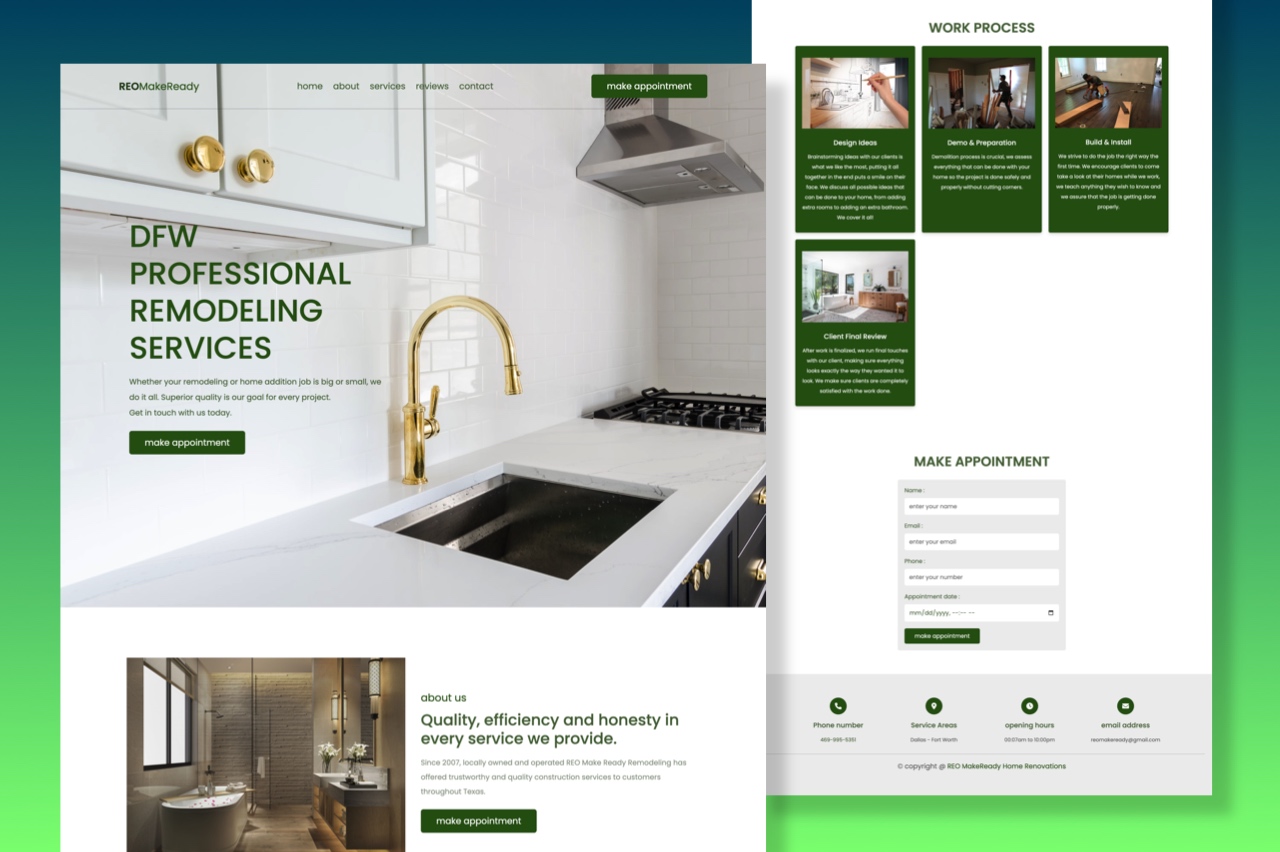 REOMakeReady
home about services reviews contact
make appointment
DFW
PROFESSIONAL
REMODELING
SERVICES
Whether your remodeling or home addition job is big or small, we
do it all. Superior quality is our goal for every project.
Get in touch with us today.
make appointment
about us
Quality, efficiency and honesty in
every service we provide.
Since 2007, locally owned and operated REO Make Ready Remodeling has
offered trustworthy and quality construction services to customers
throughout Texas.
make appointment
WORK PROCESS
Design Ideas
Brainstorming ideas with our clients is
what we like the most, putting it all
together in the end puts a smile on their
face. We discuss all possible ideas that
can be done to your home, from adding
extra rooms to adding an extra bathroom.
We cover it all!
Demo & Preparation
Demolition process is crucial, we assess
everything that can be done with your
home so the project is done safely and
properly without cutting corners.
Build & Install
We strive to do the job the right way the
first time. We encourage clients to come
take a look at their homes while we work,
we teach anything they wish to know and
we assure that the job is getting done
properly.
Client Final Review
After work is finalized, we run final touches
with our client, making sure everything
looks exactly the way they wanted it to
look. We make sure clients are completely
satisfied with the work done.
MAKE APPOINTMENT
Name :
enter your name
Email :
enter your email
Phone :
enter your number
Appointment date :
mm/dd/yyyy, --:-- --
make appointment
Phone number
469-995-5351
Service Areas
Dallas - Fort Worth
opening hours
00:07am to 10:00pm
email address
reomakeready@gmail.com
© copyright @ REO MakeReady Home Renovations